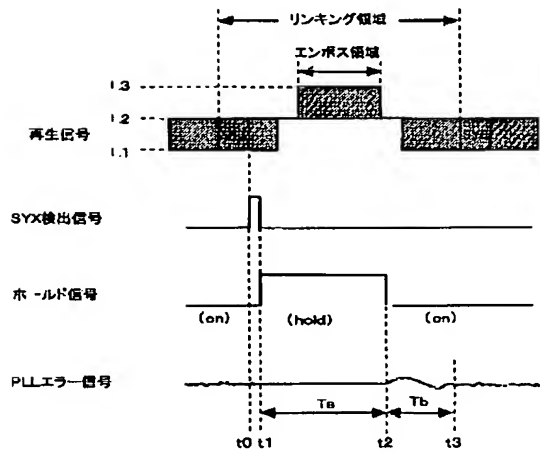 リンキング領域
エンボス領域
L3
L2
L1
再生信号
SYX検出信号
ホールド信号
(on)
(hold)
(on)
PLLエラー信号
Ta
Tb
t0
t1
t2
t3